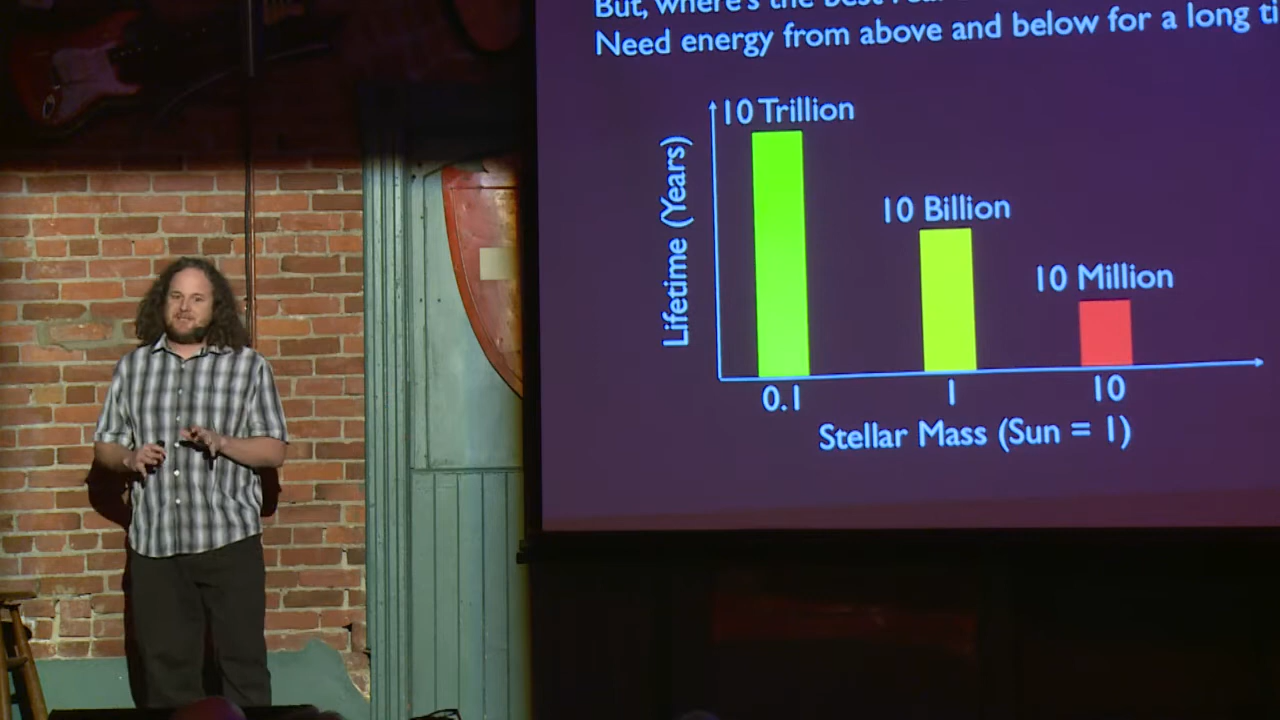 But, where's the best
Need energy from above and below for a long
10 Trillion
10 Billion
10 Million
Lifetime (Years)
0.1 1 10
Stellar Mass (Sun = 1)